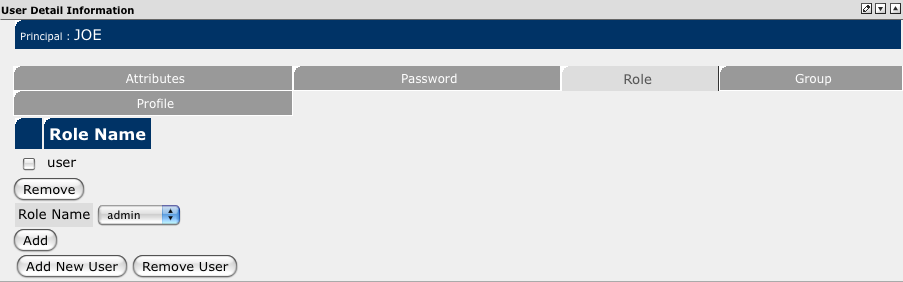 User Detail Information
Principal : JOE
Attributes Password Role Group
Profile
Role Name
user
Remove
Role Name admin
Add
Add New User Remove User